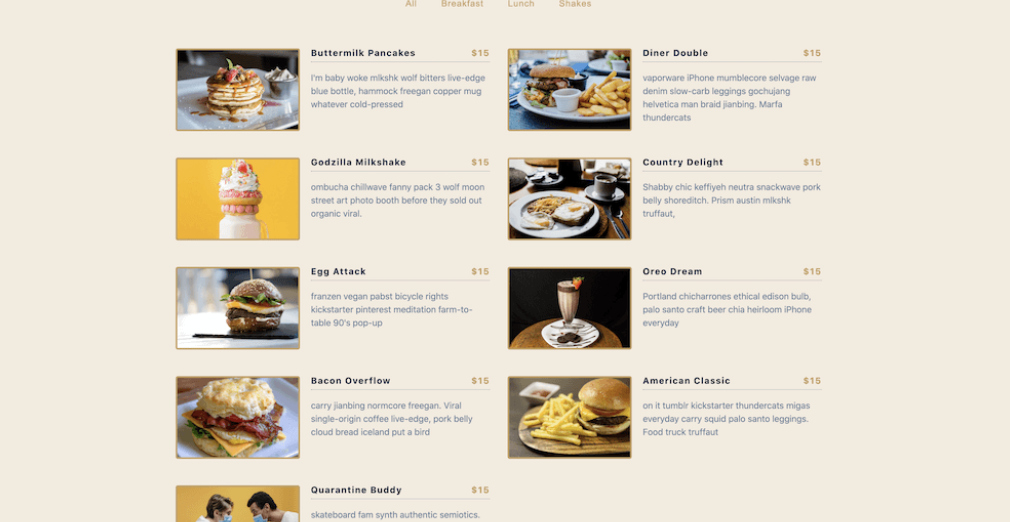 All Breakfast Lunch Shakes
Buttermilk Pancakes $15
I'm baby woke mlkshk wolf bitters live-edge
blue bottle, hammock freegan copper mug
whatever cold-pressed
Diner Double $15
vaporware iPhone mumblecore selvage raw
denim slow-carb leggings gochujang
helvetica man braid jianbing. Marfa
thundercats
Godzilla Milkshake $15
ombucha chillwave fanny pack 3 wolf moon
street art photo booth before they sold out
organic viral.
Country Delight $15
Shabby chic keffiyeh neutra snackwave pork
belly shoreditch. Prism austin mlkshk
truffaut,
Egg Attack $15
franzen vegan pabst bicycle rights
kickstarter pinterest meditation farm-to-
table 90's pop-up
Oreo Dream $15
Portland chicharrones ethical edison bulb,
palo santo craft beer chia heirloom iPhone
everyday
Bacon Overflow $15
carry jianbing normcore freegan. Viral
single-origin coffee live-edge, pork belly
cloud bread iceland put a bird
American Classic $15
on it tumblr kickstarter thundercats migas
everyday carry squid palo santo leggings.
Food truck truffaut
Quarantine Buddy $15
skateboard fam synth authentic semiotics.